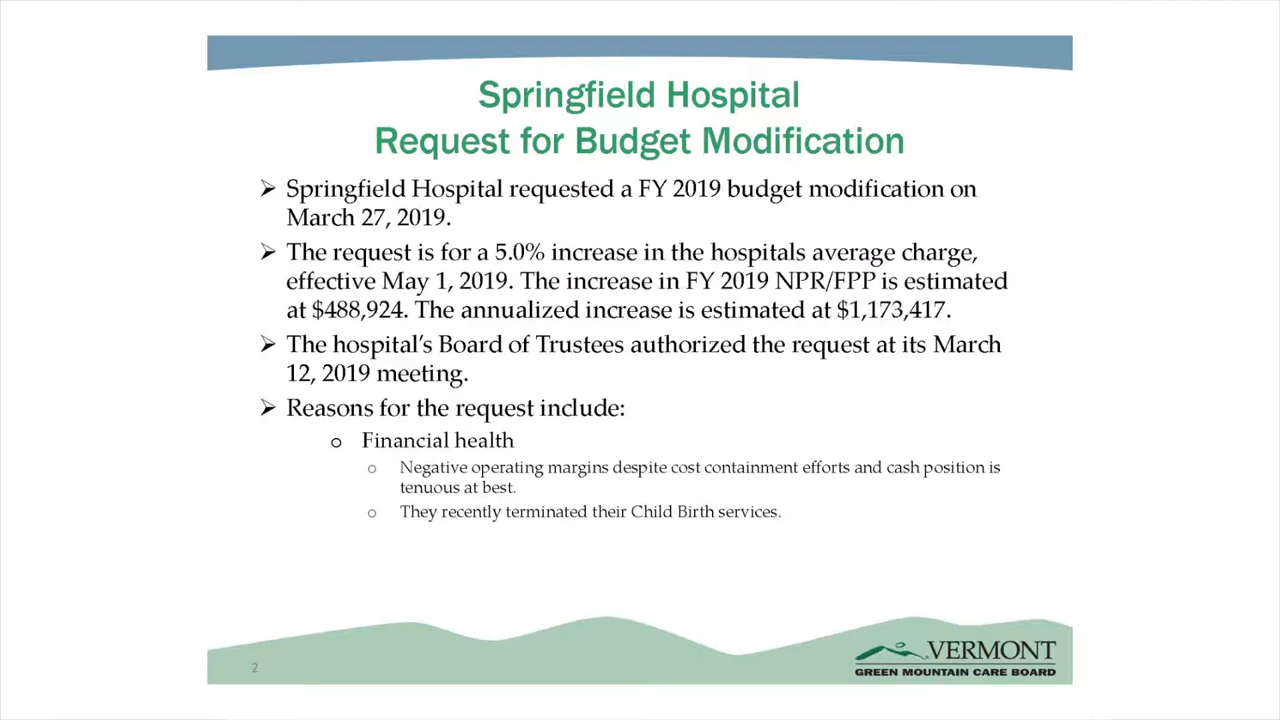 Springfield Hospital
Request for Budget Modification
➢ Springfield Hospital requested a FY 2019 budget modification on
March 27, 2019.
➢ The request is for a 5.0% increase in the hospitals average charge,
effective May 1, 2019. The increase in FY 2019 NPR/FPP is estimated
at $488,924. The annualized increase is estimated at $1,173,417.
➢ The hospital’s Board of Trustees authorized the request at its March
12, 2019 meeting.
➢ Reasons for the request include:
o Financial health
o Negative operating margins despite cost containment efforts and cash position is
tenuous at best.
o They recently terminated their Child Birth services.
2
VERMONT
GREEN MOUNTAIN CARE BOARD